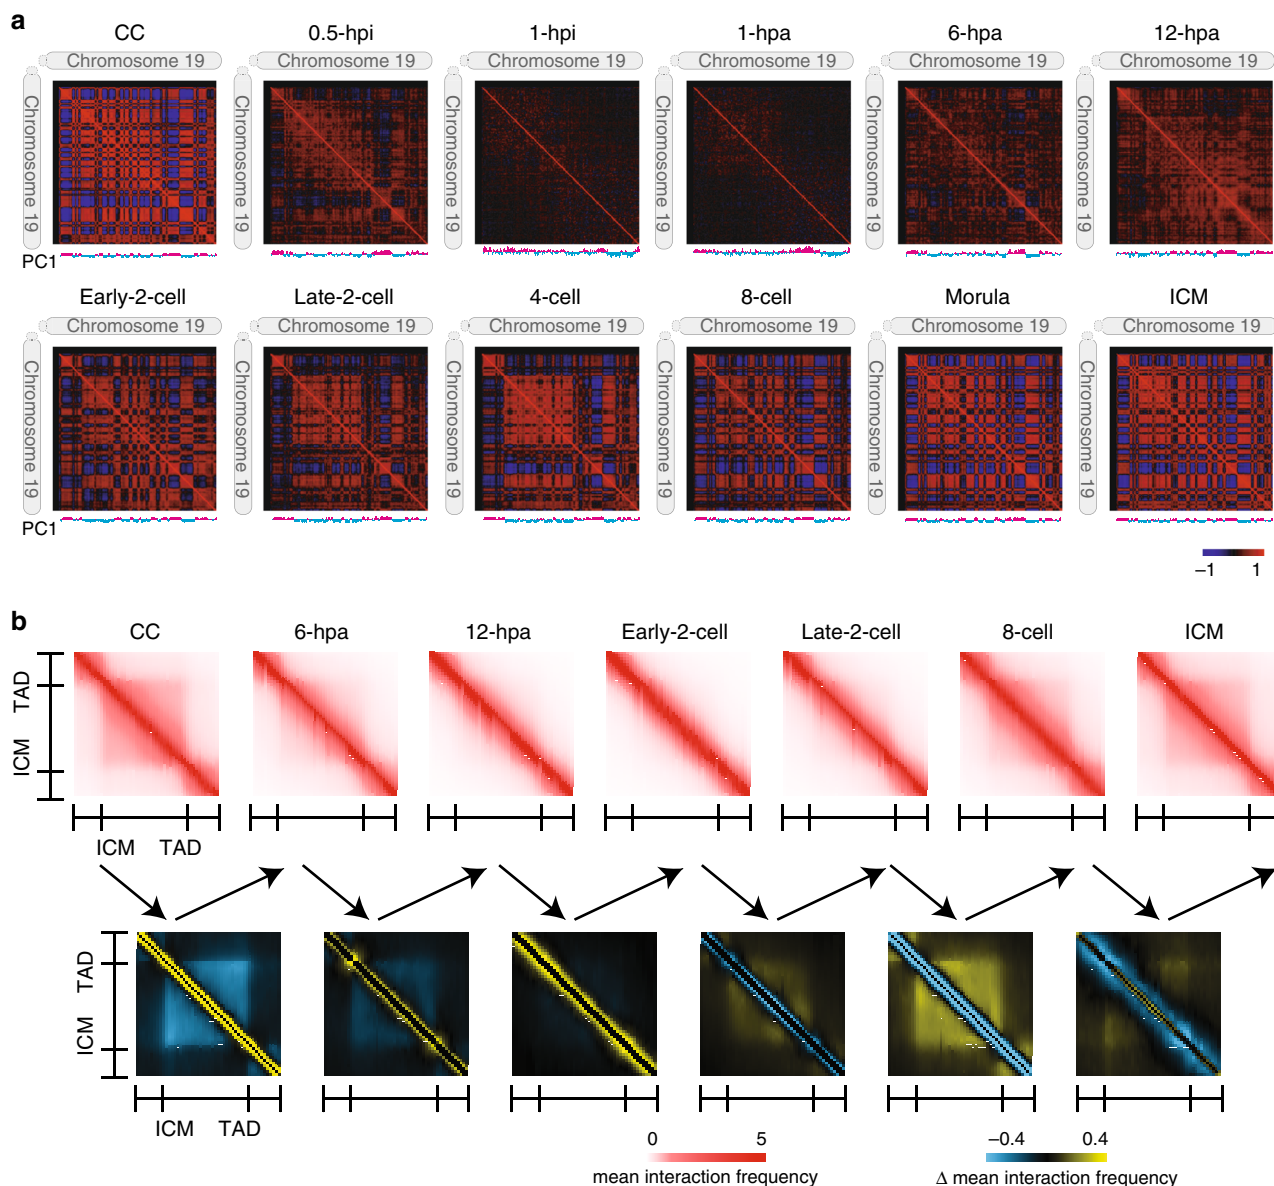 a
CC
0.5-hpi
1-hpi
1-hpa
6-hpa
12-hpa
Chromosome 19
Chromosome 19
Chromosome 19
Chromosome 19
Chromosome 19
Chromosome 19
Chromosome 19
Chromosome 19
Chromosome 19
Chromosome 19
Chromosome 19
Chromosome 19
PC1
Early-2-cell
Late-2-cell
4-cell
8-cell
Morula
ICM
Chromosome 19
Chromosome 19
Chromosome 19
Chromosome 19
Chromosome 19
Chromosome 19
Chromosome 19
Chromosome 19
Chromosome 19
Chromosome 19
Chromosome 19
Chromosome 19
PC1
−1 1
b
CC
6-hpa
12-hpa
Early-2-cell
Late-2-cell
8-cell
ICM
ICM TAD
ICM TAD
ICM TAD
ICM TAD
0 5
mean interaction frequency
−0.4 0.4
Δ mean interaction frequency